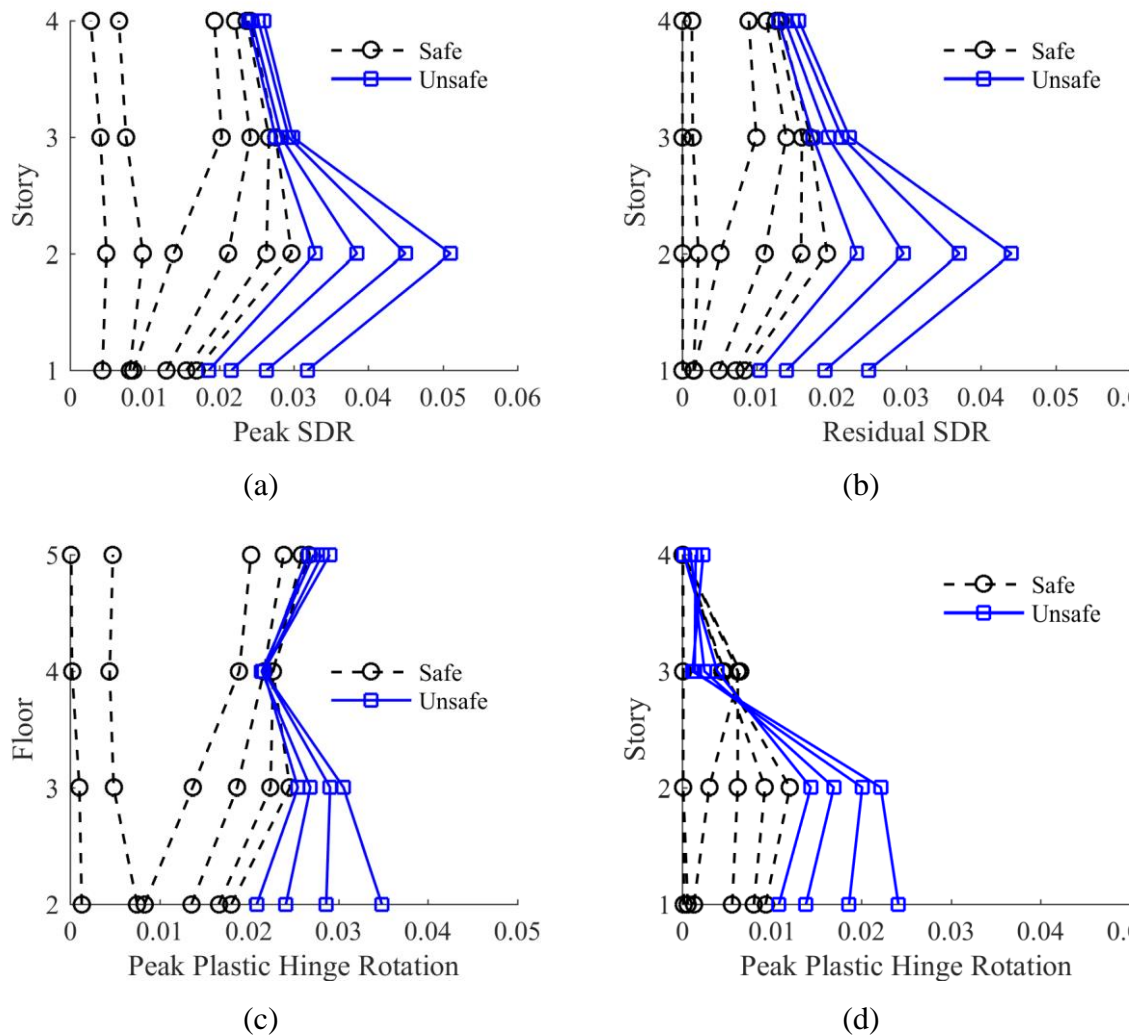 4
3
2
1
Story
Safe
Unsafe
0 0.01 0.02 0.03 0.04 0.05 0.06
Peak SDR
(a)
4
3
2
1
Story
Safe
Unsafe
0 0.01 0.02 0.03 0.04 0.05 0.0
Residual SDR
(b)
5
4
3
2
Floor
Safe
Unsafe
0 0.01 0.02 0.03 0.04 0.05
Peak Plastic Hinge Rotation
(c)
4
3
2
1
Story
Safe
Unsafe
0 0.01 0.02 0.03 0.04 0.0
Peak Plastic Hinge Rotation
(d)